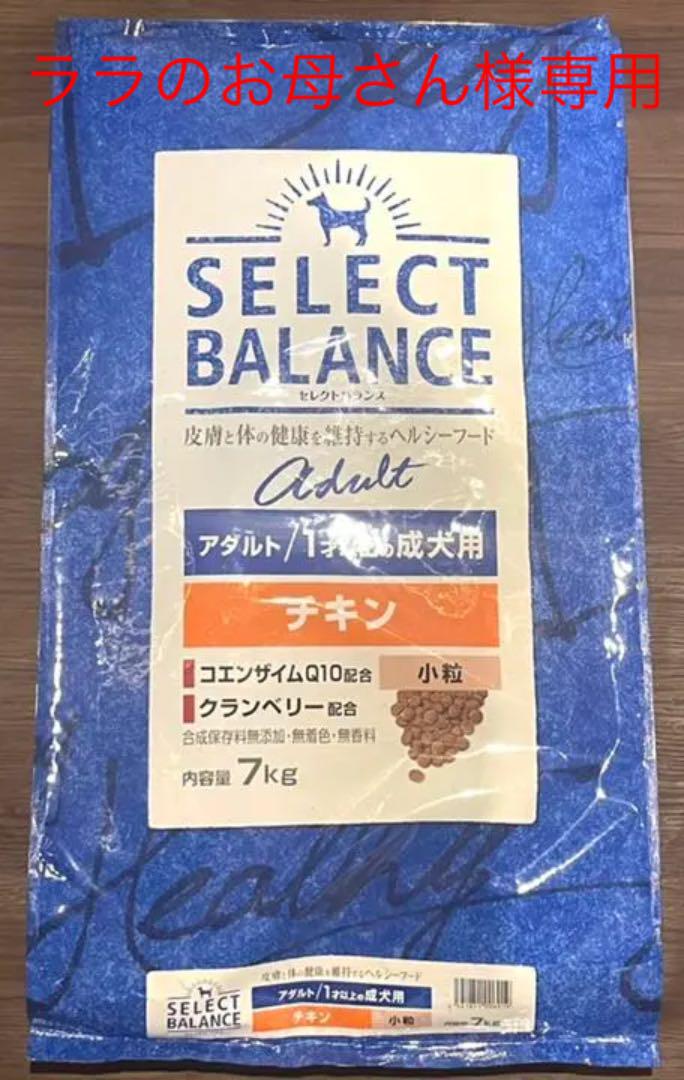 ララのお母さん様専用
SELECT
BALANCE
セレクトバランス
皮膚と体の健康を維持するヘルシーフード
adult
アダルト/1才以上の成犬用
チキン
コエンザイムQ10配合
小粒
クランベリー配合
合成保存料無添加・無着色・無香料
内容量 7kg
Healthy
皮膚と体の健康を維持するヘルシーフード
SELECT
BALANCE
アダルト/1才以上の成犬用
チキン
小粒
内容量 7kg